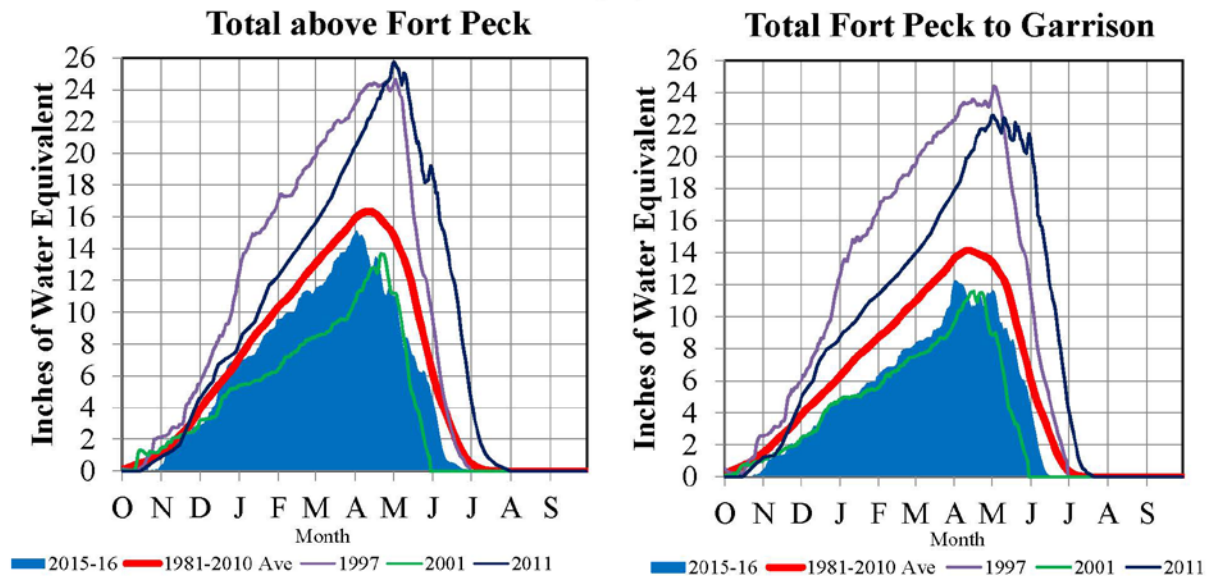 Total above Fort Peck
Inches of Water Equivalent
26
24
22
20
18
16
14
12
10
8
6
4
2
0
O N D J F M A M J J A S
Month
2015-16 1981-2010 Ave 1997 2001 2011
Total Fort Peck to Garrison
Inches of Water Equivalent
26
24
22
20
18
16
14
12
10
8
6
4
2
0
O N D J F M A M J J A S
Month
2015-16 1981-2010 Ave 1997 2001 2011